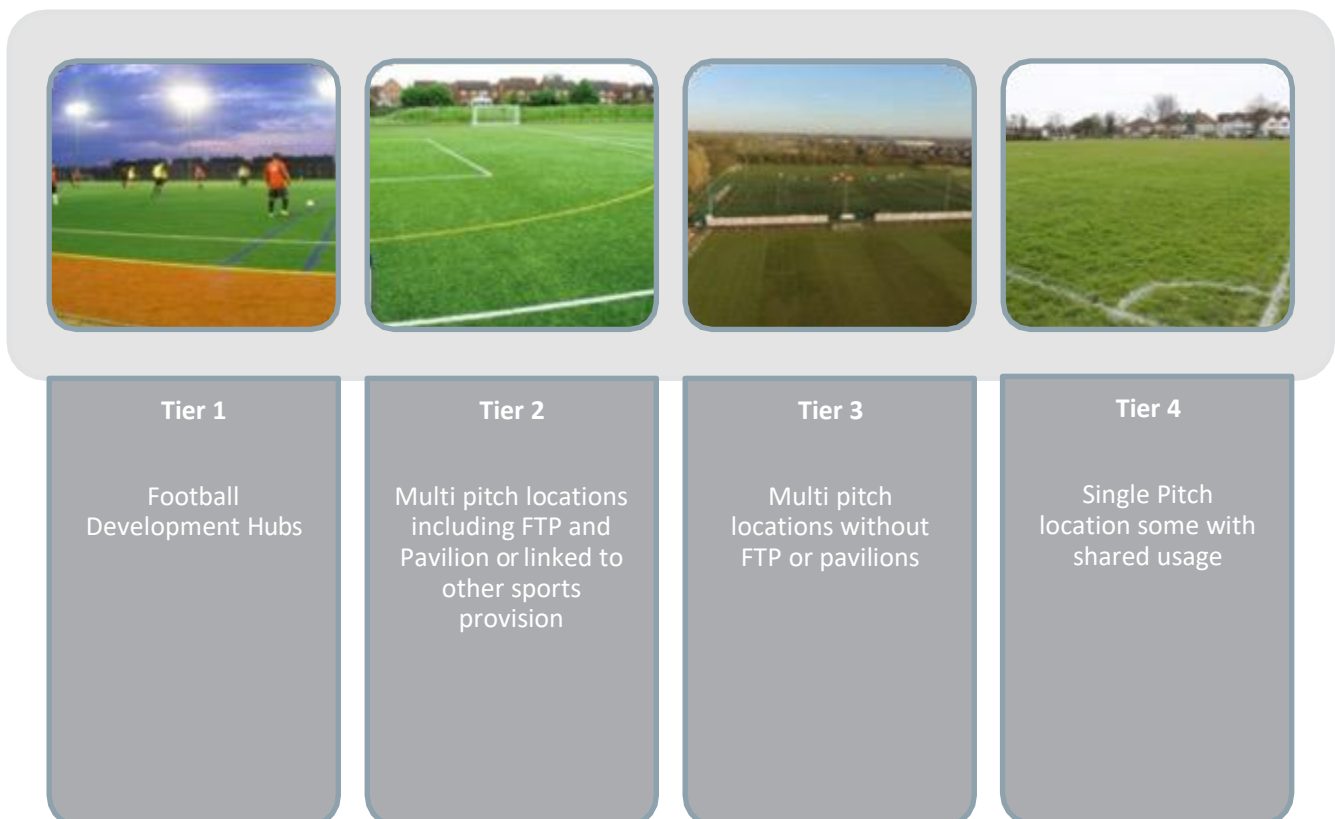 Tier 1
Football
Development Hubs
Tier 2
Multi pitch locations
including FTP and
Pavilion or linked to
other sports
provision
Tier 3
Multi pitch
locations without
FTP or pavilions
Tier 4
Single Pitch
location some with
shared usage